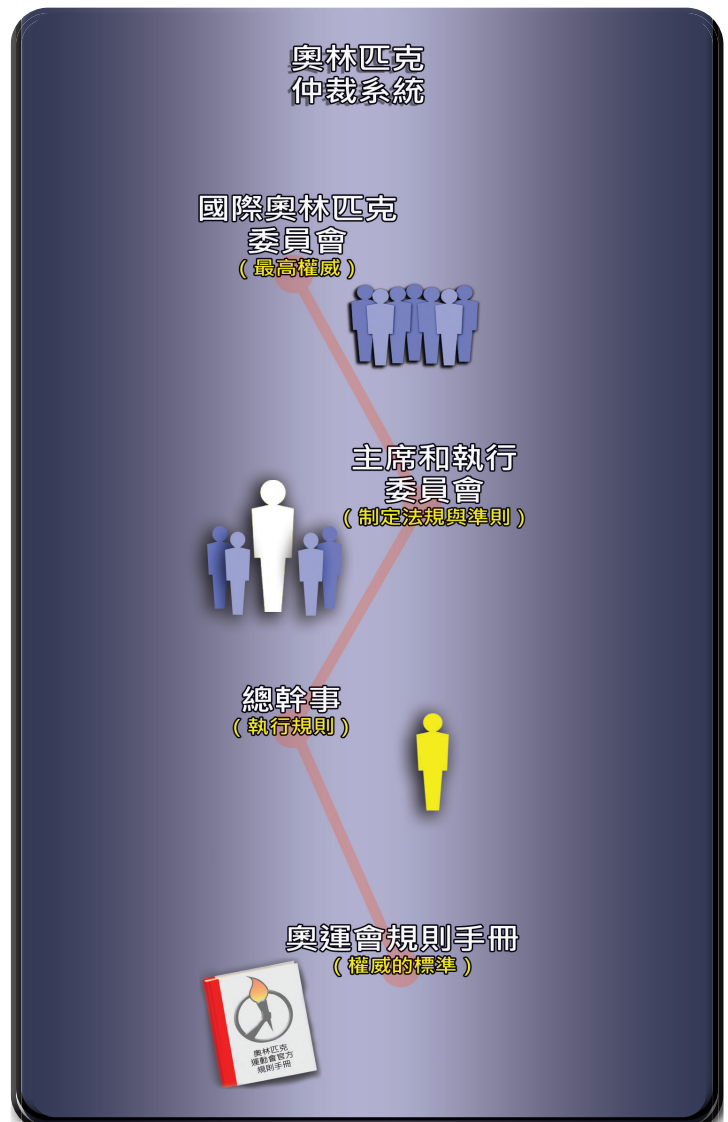 奧林匹克
仲裁系統
國際奧林匹克
委員會
(最高權威)
主席和執行
委員會
(制定法規與準則)
總幹事
(執行規則)
奧運會規則手冊
(權威的標準)
奧林匹克
運動會官方
規則手冊